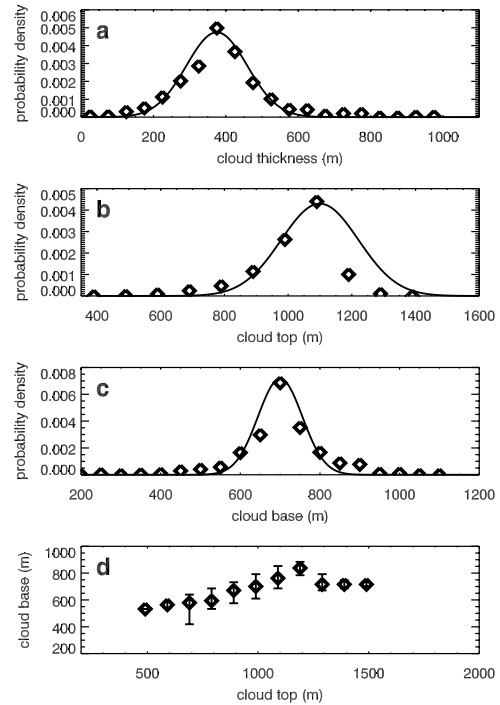 probability density
0.006
0.005
0.004
0.003
0.002
0.001
0.000
a
0 200 400 600 800 1000
cloud thickness (m)
probability density
0.005
0.004
0.003
0.002
0.001
0.000
b
400 600 800 1000 1200 1400 1600
cloud top (m)
probability density
0.008
0.006
0.004
0.002
0.000
c
200 400 600 800 1000 1200
cloud base (m)
cloud base (m)
1000
800
600
400
200
d
500 1000 1500 2000
cloud top (m)